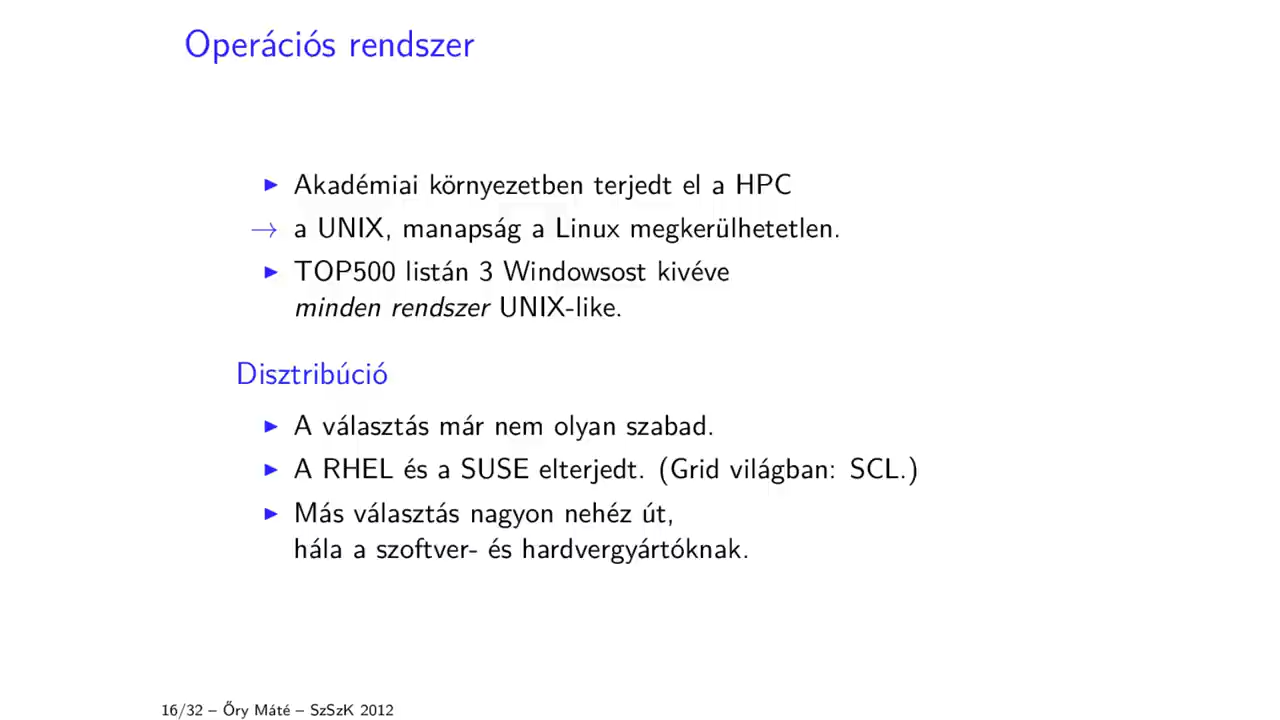 Operációs rendszer
▶ Akadémiai környezetben terjedt el a HPC
→ a UNIX, manapság a Linux megkerülhetetlen.
▶ TOP500 listán 3 Windowsost kivéve
minden rendszer UNIX-like.
Disztribúció
▶ A választás már nem olyan szabad.
▶ A RHEL és a SUSE elterjedt. (Grid világban: SCL.)
▶ Más választás nagyon nehéz út,
hála a szoftver- és hardvergyártóknak.
16/32 – Őry Máté – SzSzK 2012